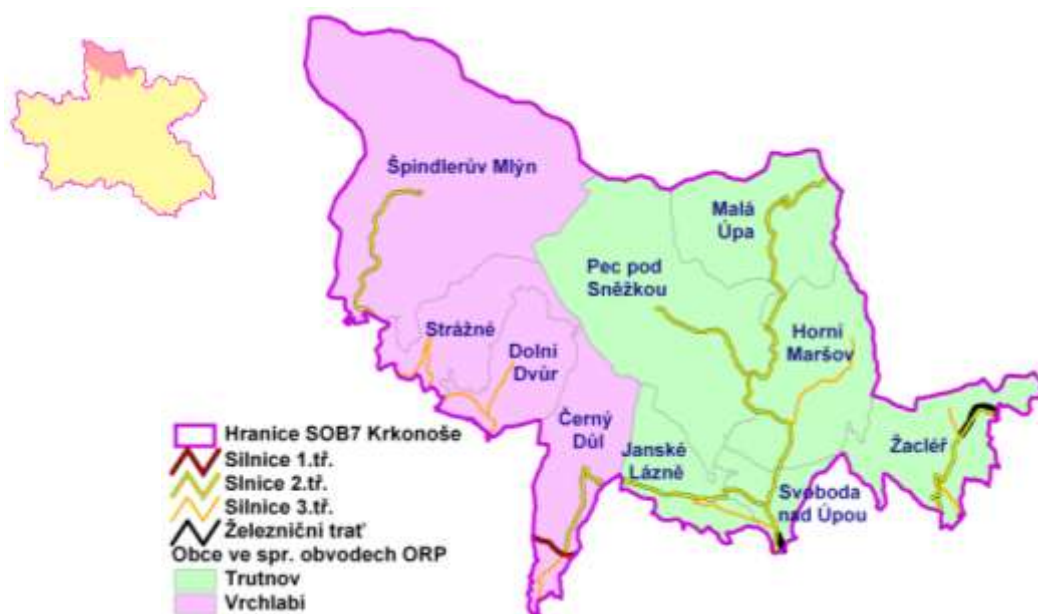 Špindlerův Mlýn
Malá
Úpa
Pec pod
Sněžkou
Strážné
Dolní
Dvůr
Horní
Maršov
Černý
Důl
Janské
Lázně
Žacléř
Svoboda
nad Úpou
Hranice SOB7 Krkonoše
Silnice 1.tř.
Slnice 2.tř.
Silnice 3.tř.
Železniční trať
Obce ve spr. obvodech ORP
Trutnov
Vrchlabí